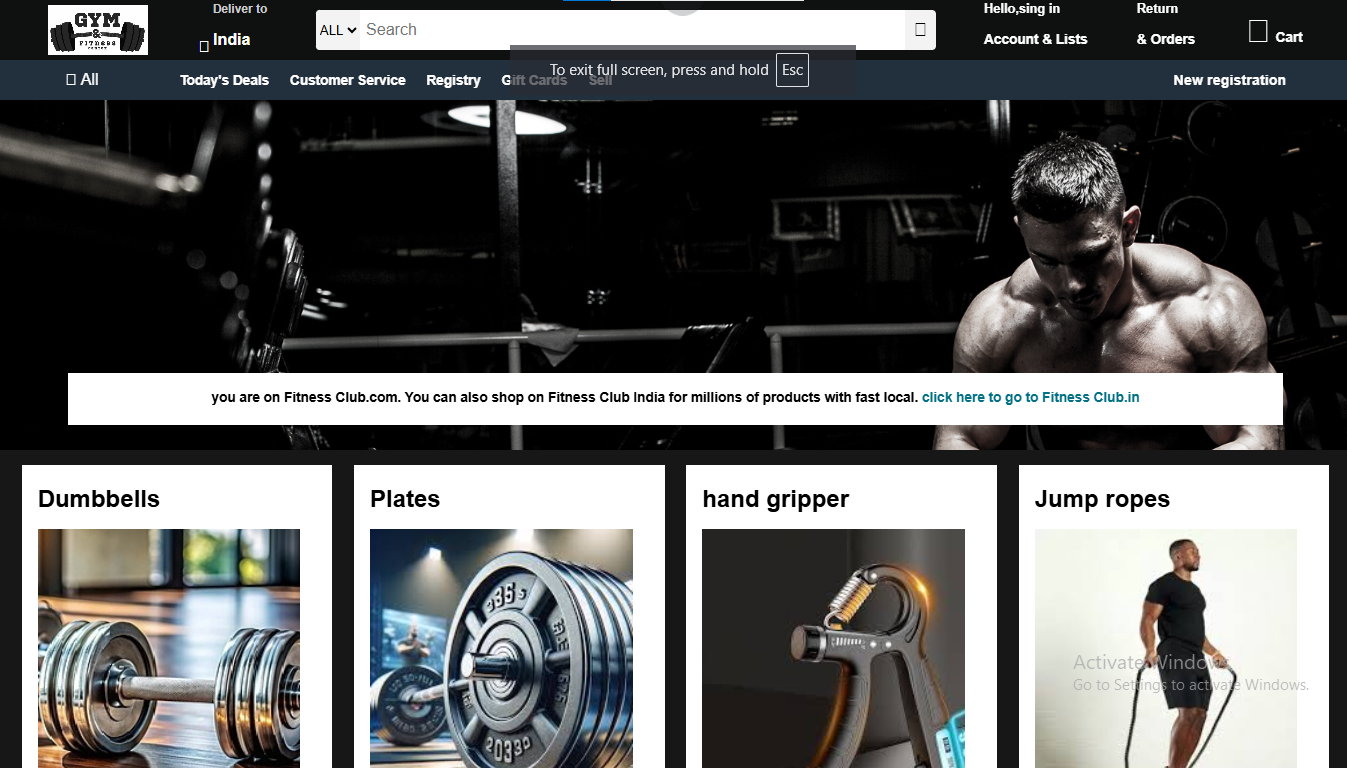 GYM
&
FITNESS
Deliver to
India
ALL
Search
Hello,sing in
Account & Lists
Return
& Orders
Cart
To exit full screen, press and hold Esc
All
Today's Deals
Customer Service
Registry
Gift Cards
Sell
New registration
you are on Fitness Club.com. You can also shop on Fitness Club India for millions of products with fast local. click here to go to Fitness Club.in
Dumbbells
Plates
hand gripper
Jump ropes
Activate Windows
Go to Settings to activate Windows.